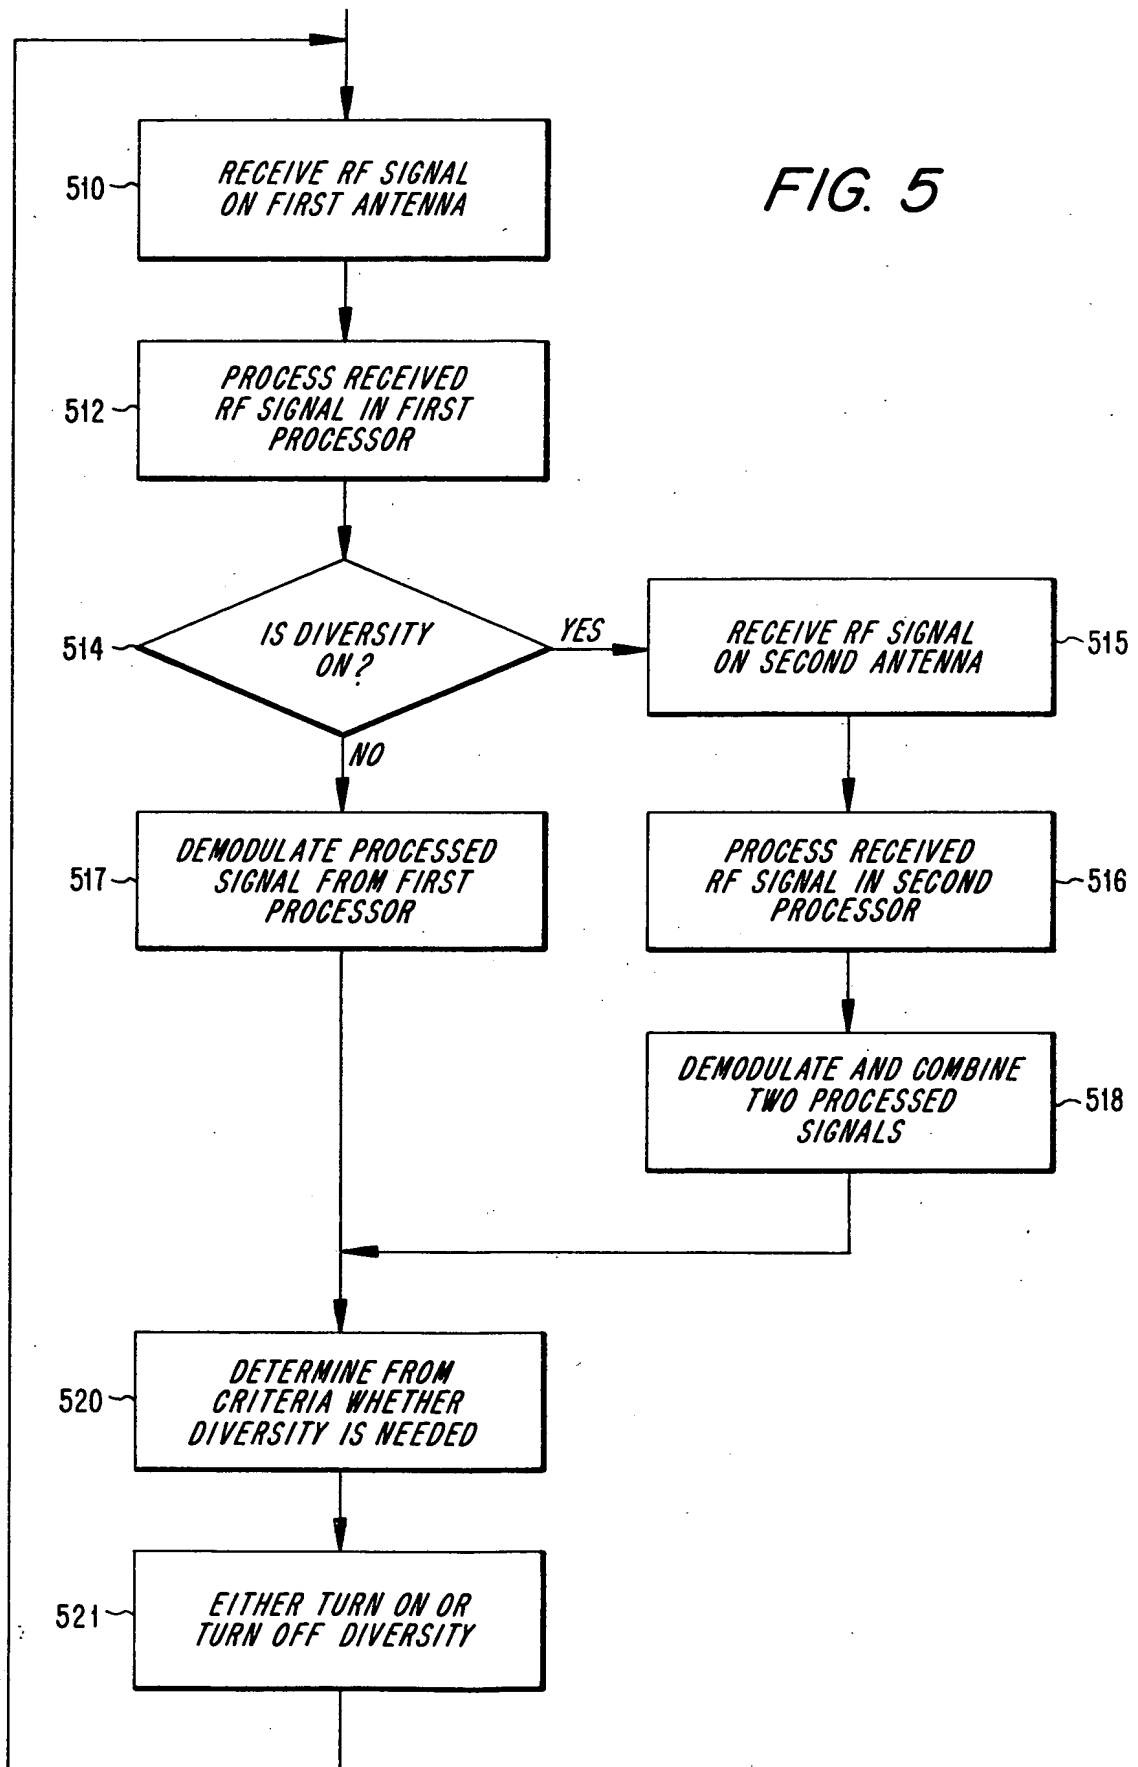 FIG. 5
510
RECEIVE RF SIGNAL
ON FIRST ANTENNA
512
PROCESS RECEIVED
RF SIGNAL IN FIRST
PROCESSOR
514
IS DIVERSITY
ON?
YES
NO
RECEIVE RF SIGNAL
ON SECOND ANTENNA
515
517
DEMODULATE PROCESSED
SIGNAL FROM FIRST
PROCESSOR
PROCESS RECEIVED
RF SIGNAL IN SECOND
PROCESSOR
516
DEMODULATE AND COMBINE
TWO PROCESSED
SIGNALS
518
520
DETERMINE FROM
CRITERIA WHETHER
DIVERSITY IS NEEDED
521
EITHER TURN ON OR
TURN OFF DIVERSITY